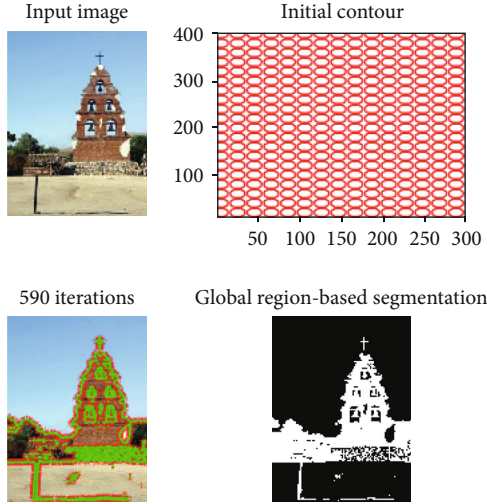 Input image
Initial contour
400
300
200
100
50 100 150 200 250 300
590 iterations
Global region-based segmentation